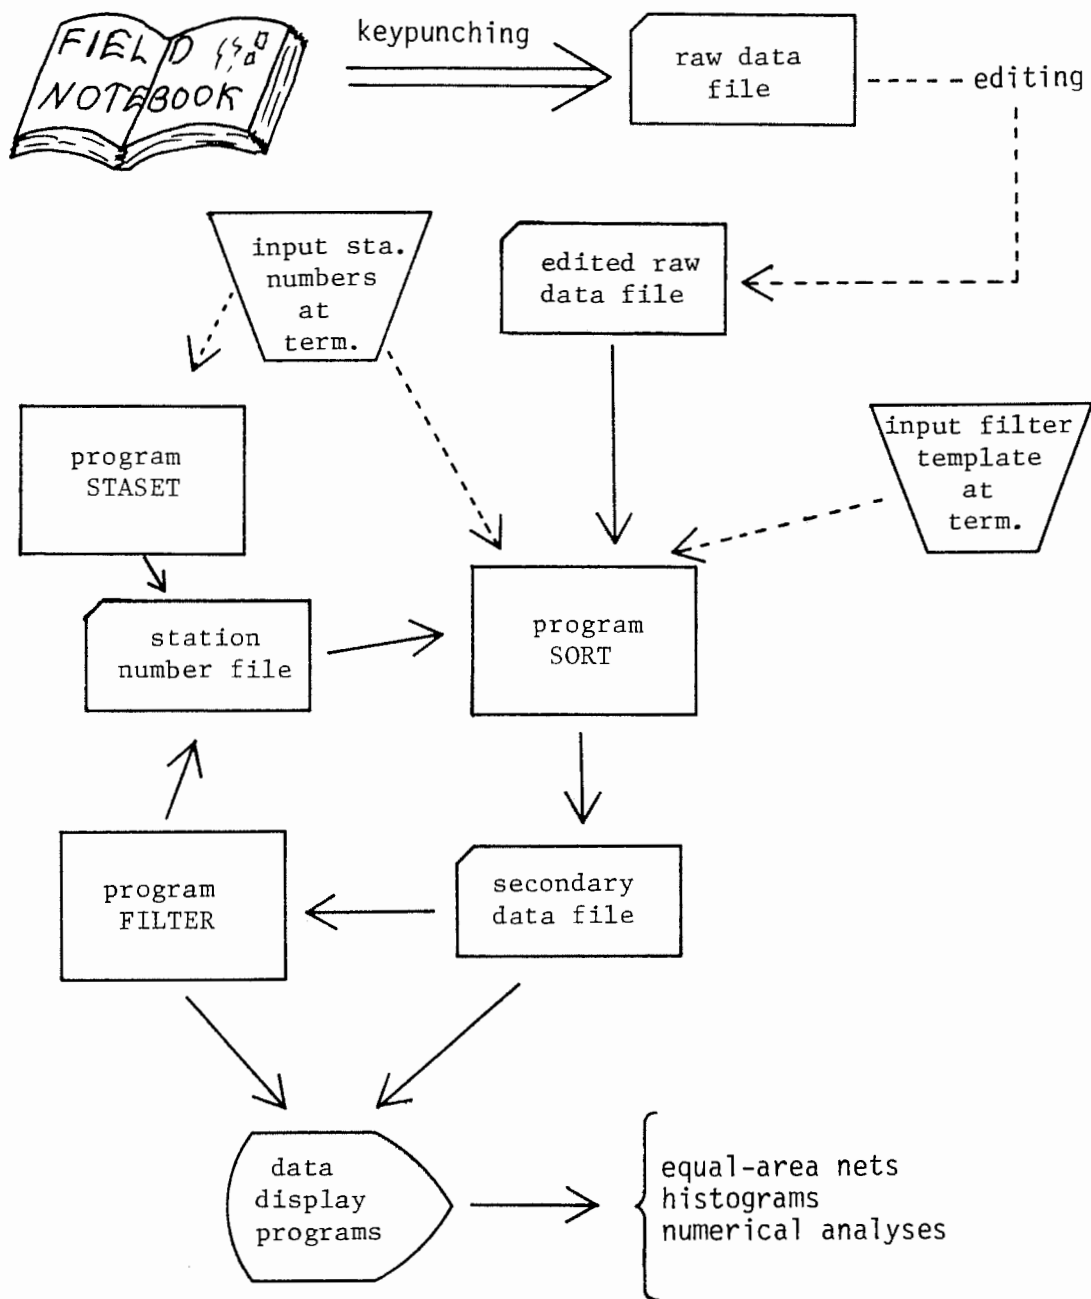 FIELD
NOTEBOOK
keypunching
raw data
file
editing
input sta.
numbers
at
term.
edited raw
data file
program
STASET
input filter
template
at
term.
station
number file
program
SORT
program
FILTER
secondary
data file
data
display
programs
equal-area nets
histograms
numerical analyses